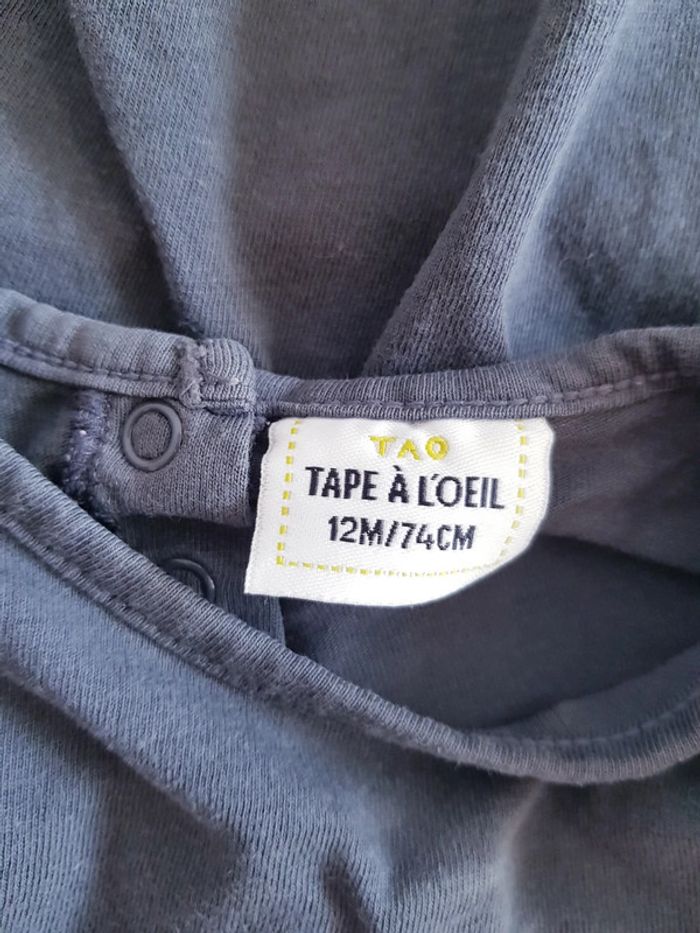 TAO
TAPE À L'OEIL
12M/74CM